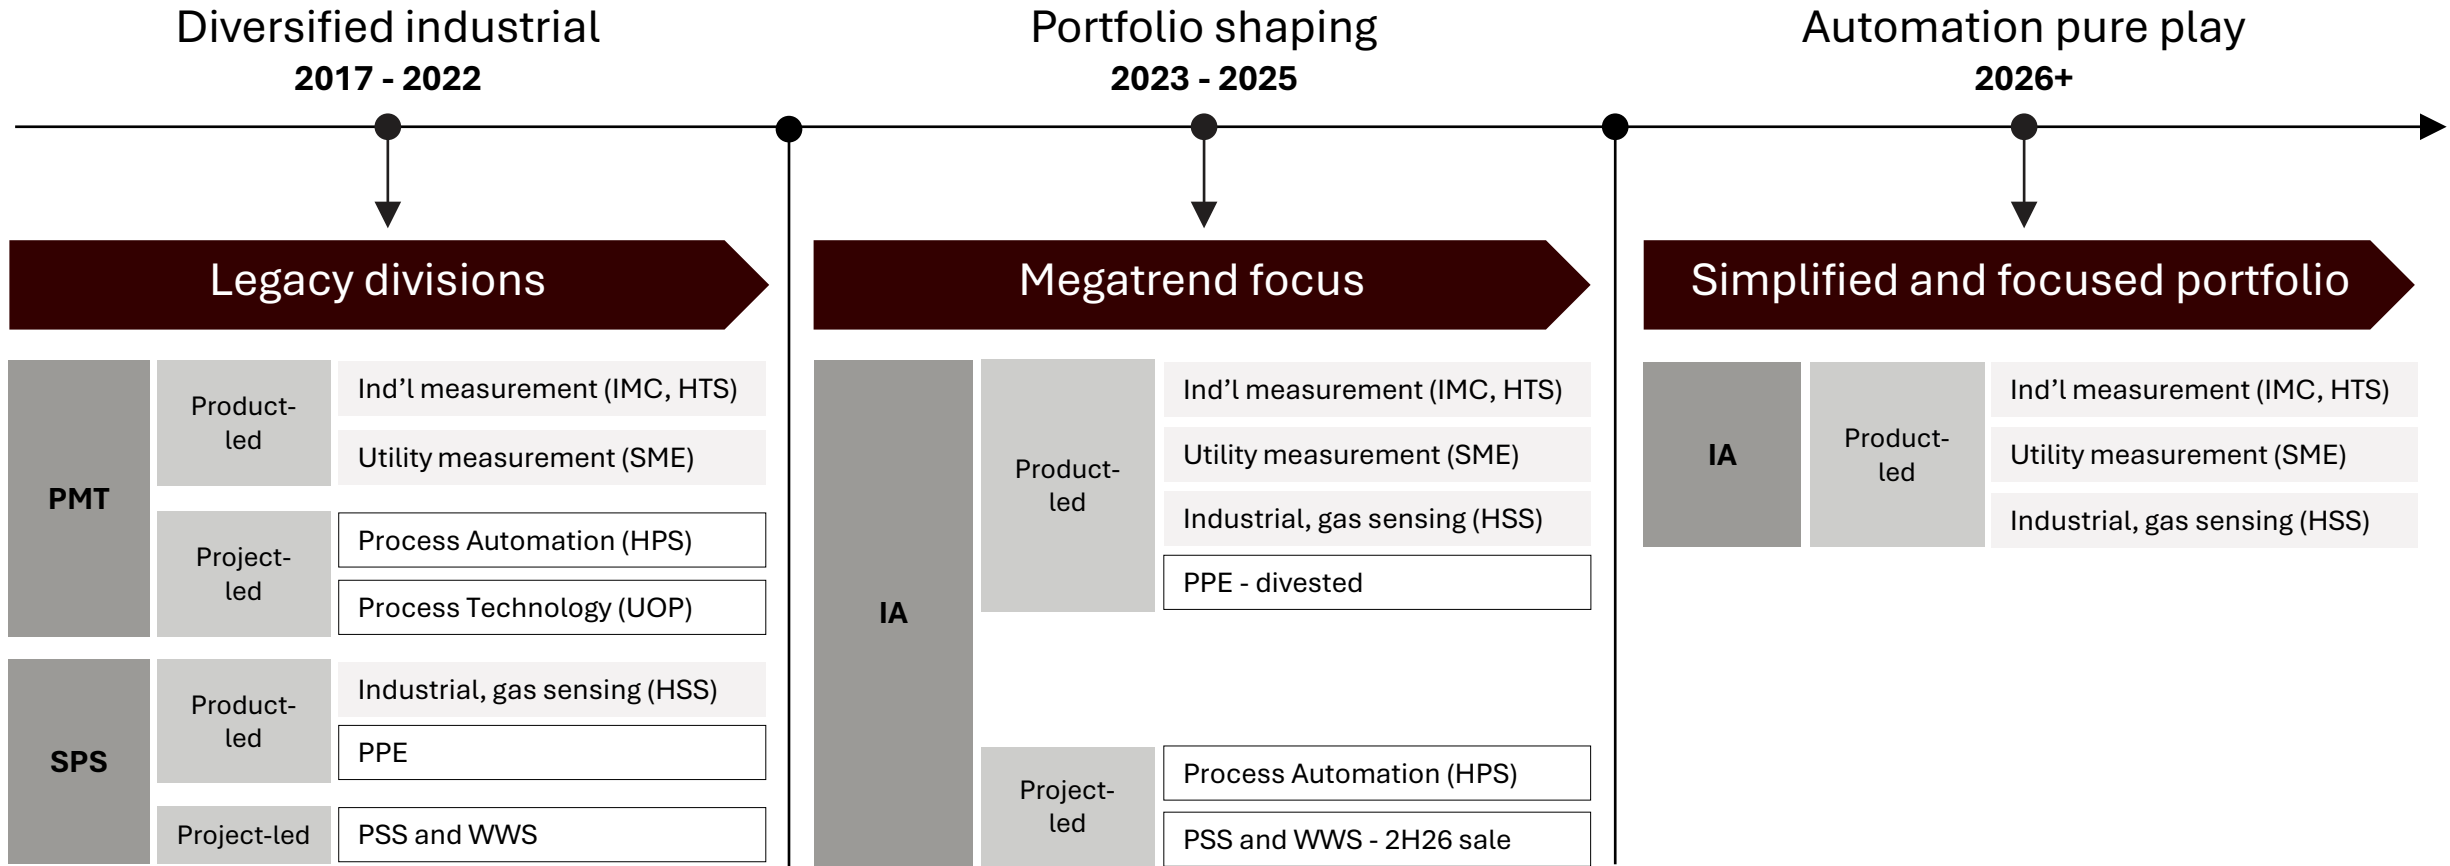 Diversified industrial
2017 - 2022
Portfolio shaping
2023 - 2025
Automation pure play
2026+
Legacy divisions
Megatrend focus
Simplified and focused portfolio
PMT
Product-
led
Ind’l measurement (IMC, HTS)
Utility measurement (SME)
Project-
led
Process Automation (HPS)
Process Technology (UOP)
SPS
Product-
led
Industrial, gas sensing (HSS)
PPE
Project-led
PSS and WWS
IA
Product-
led
Ind’l measurement (IMC, HTS)
Utility measurement (SME)
Industrial, gas sensing (HSS)
PPE - divested
Project-
led
Process Automation (HPS)
PSS and WWS - 2H26 sale
IA
Product-
led
Ind’l measurement (IMC, HTS)
Utility measurement (SME)
Industrial, gas sensing (HSS)